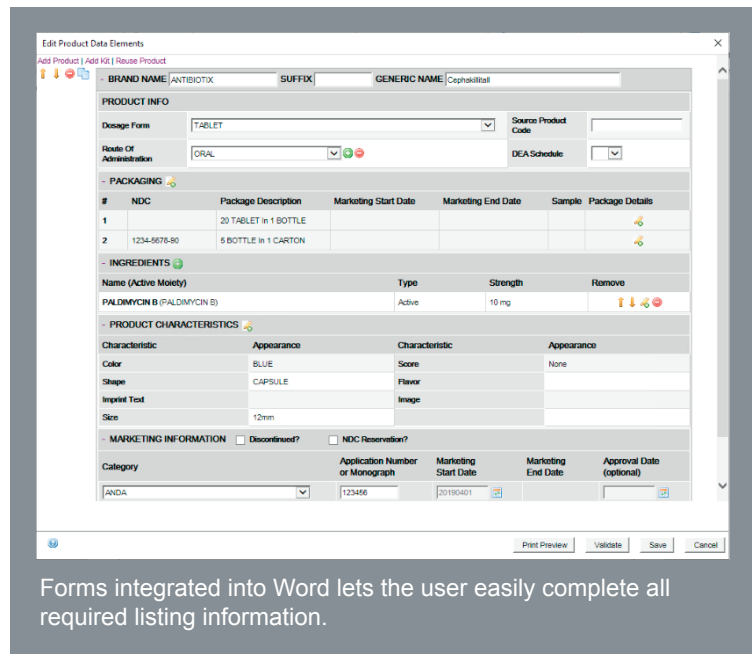 Edit Product Data Elements
Add Product | Add Kit | Reuse Product
- BRAND NAME ANTIBIOTIX SUFFIX GENERIC NAME Cephakillitall
PRODUCT INFO
Dosage Form TABLET Source Product Code
Route Of Administration ORAL DEA Schedule
- PACKAGING
# NDC Package Description Marketing Start Date Marketing End Date Sample Package Details
1 20 TABLET In 1 BOTTLE
2 1234-5678-90 5 BOTTLE In 1 CARTON
- INGREDIENTS
Name (Active Moiety) Type Strength Remove
PALDIMYCIN B (PALDIMYCIN B) Active 10 mg
- PRODUCT CHARACTERISTICS
Characteristic Appearance Characteristic Appearance
Color BLUE Score None
Shape CAPSULE Flavor
Imprint Text Image
Size 12mm
- MARKETING INFORMATION Discontinued? NDC Reservation?
Category Application Number or Monograph Marketing Start Date Marketing End Date Approval Date (optional)
ANDA 123456 20190401
Print Preview Validate Save Cancel
Forms integrated into Word lets the user easily complete all
required listing information.